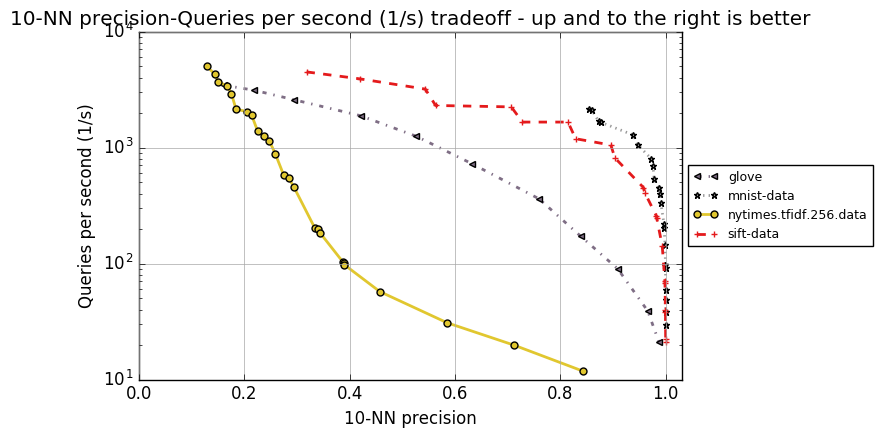 10-NN precision-Queries per second (1/s) tradeoff - up and to the right is better
10^4
10^3
10^2
10^1
Queries per second (1/s)
0.0 0.2 0.4 0.6 0.8 1.0
10-NN precision
glove
mnist-data
nytimes.tfidf.256.data
sift-data